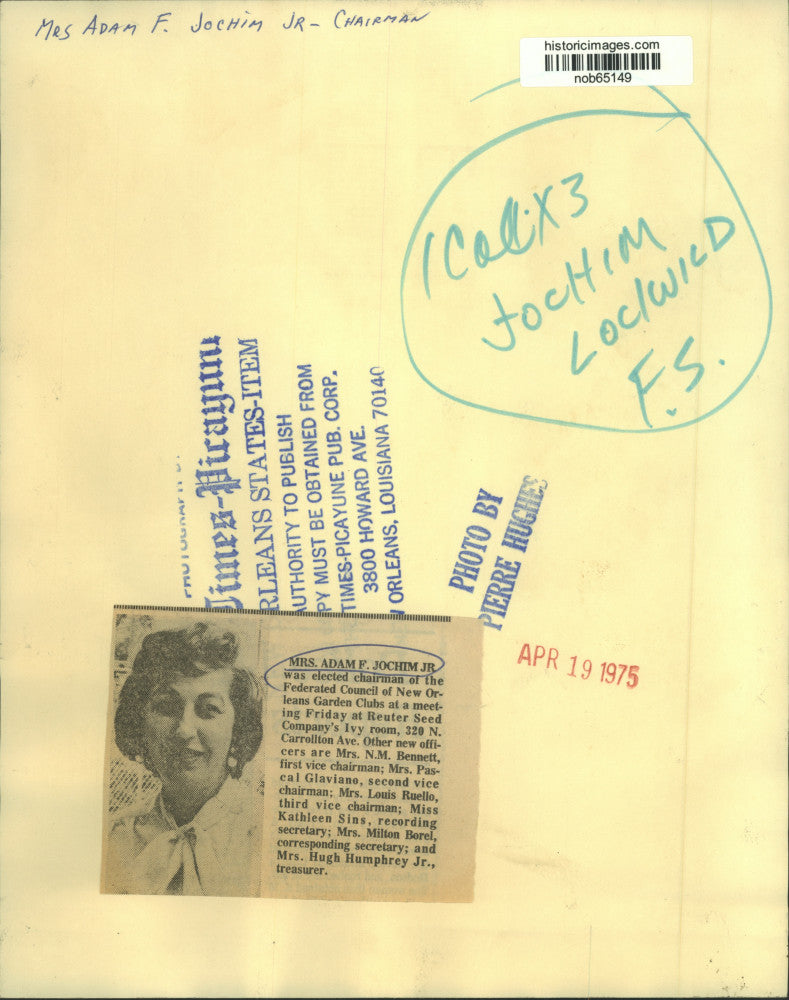 MRS ADAM F. JOCHIM JR - CHAIRMAN
historicimages.com
nob65149
1 Col X3
JOCHIM
F.S.
Times-Picayune
RLEANS STATES-ITEM
UTHORITY TO PUBLISH
PY MUST BE OBTAINED FROM
TIMES-PICAYUNE PUB. CORP.
3800 HOWARD AVE.
ORLEANS, LOUISIANA 70140
PHOTO BY
PIERRE HUGHES
APR 19 1975
MRS. ADAM F. JOCHIM JR
was elected chairman of the
Federated Council of New Or-
leans Garden Clubs at a meet-
ing Friday at Reuter Seed
Company's Ivy room, 320 N.
Carrollton Ave. Other new offi-
cers are Mrs. N.M. Bennett,
first vice chairman; Mrs. Pas-
cal Glaviano, second vice
chairman; Mrs. Louis Ruello,
third vice chairman; Miss
Kathleen Sins, recording
secretary; Mrs. Milton Borel,
corresponding secretary; and
Mrs. Hugh Humphrey Jr.,
treasurer.